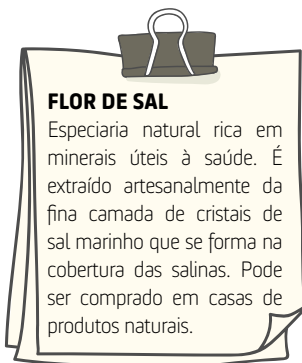 FLOR DE SAL
Especiaria natural rica em
minerais úteis à saúde. É
extraído artesanalmente da
fina camada de cristais de
sal marinho que se forma na
cobertura das salinas. Pode
ser comprado em casas de
produtos naturais.